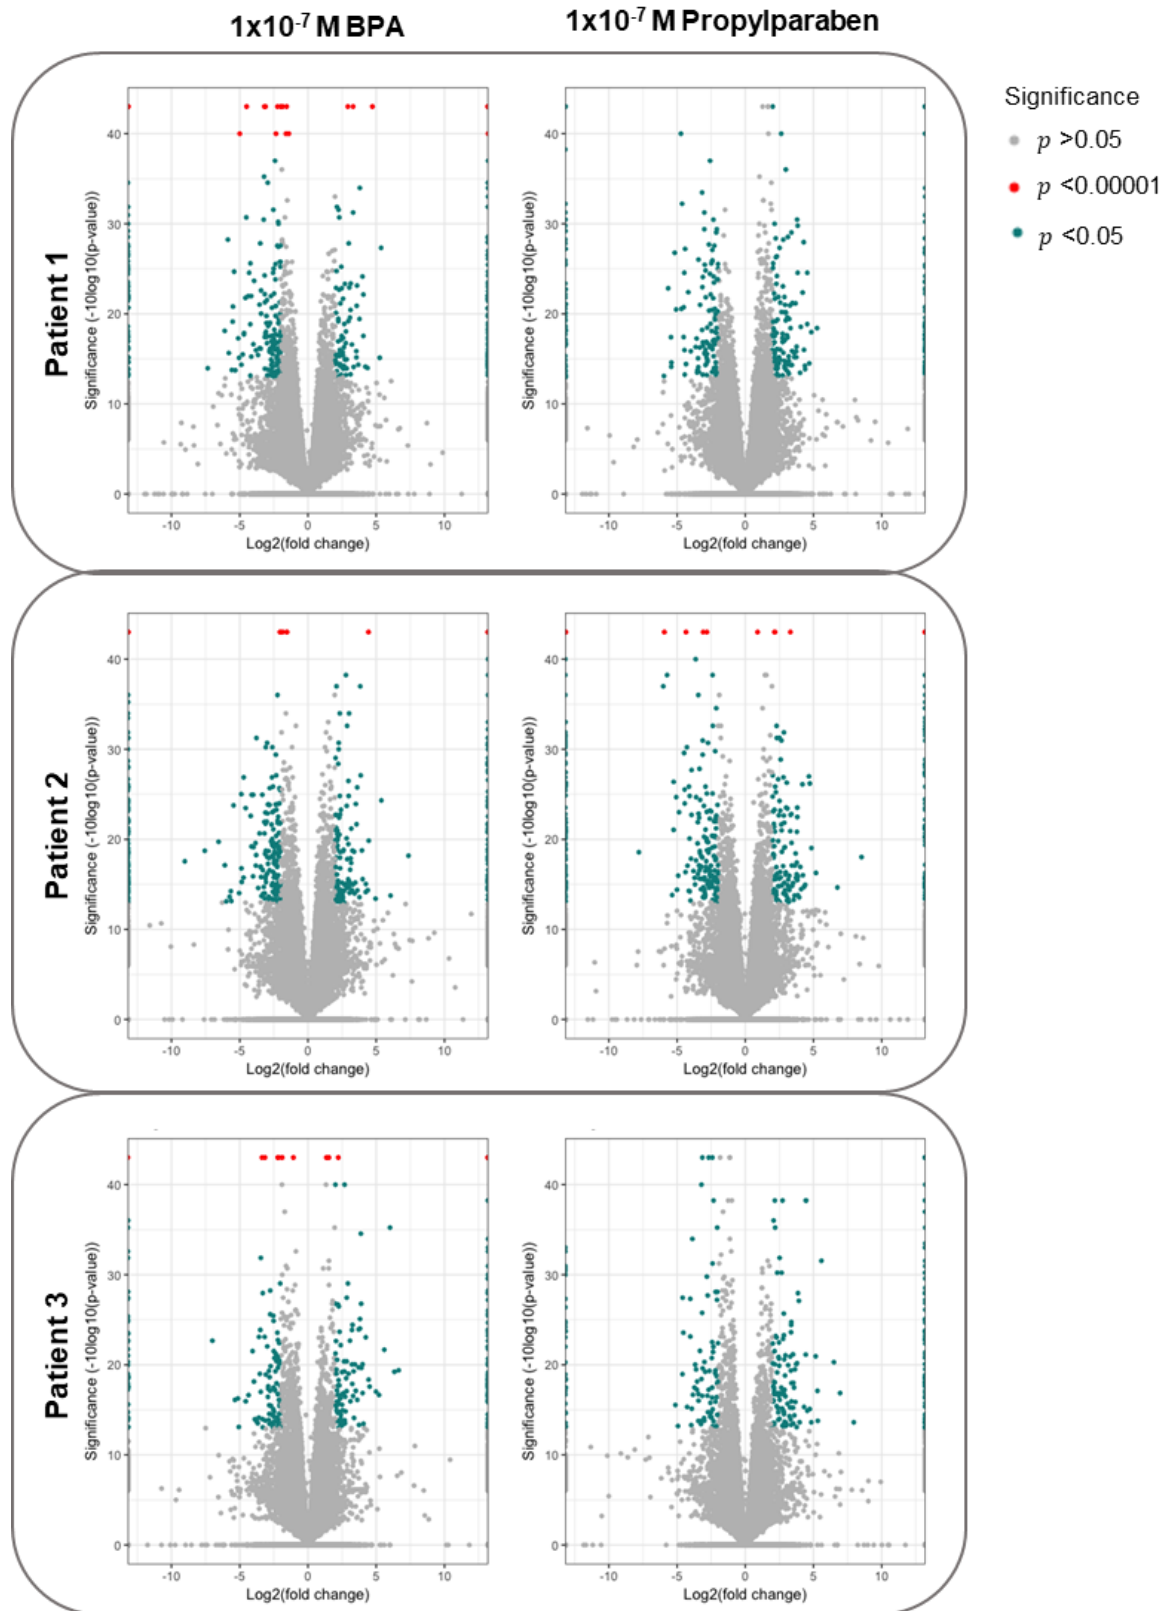 1x10-7 M BPA
1x10-7 M Propylparaben
Significance
p >0.05
p <0.00001
p <0.05
Patient 1
Significance (-10log10(p-value))
40
30
20
10
0
-10 -5 0 5 10
Log2(fold change)
Significance (-10log10(p-value))
40
30
20
10
0
-10 -5 0 5 10
Log2(fold change)
Patient 2
Significance (-10log10(p-value))
40
30
20
10
0
-10 -5 0 5 10
Log2(fold change)
Significance (-10log10(p-value))
40
30
20
10
0
-10 -5 0 5 10
Log2(fold change)
Patient 3
Significance (-10log10(p-value))
40
30
20
10
0
-10 -5 0 5 10
Log2(fold change)
Significance (-10log10(p-value))
40
30
20
10
0
-10 -5 0 5 10
Log2(fold change)